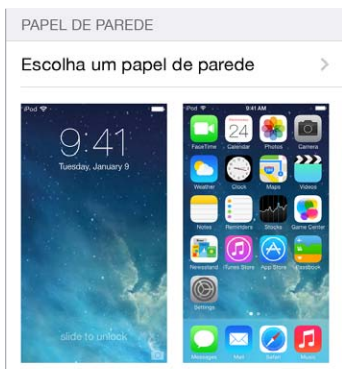 PAPEL DE PAREDE
Escolha um papel de parede
iPod
9:41
Tuesday, January 9
slide to unlock
iPod 9:41 AM
24
FaceTime Calendar Photos Camera
Weather Clock Maps Videos
Notes Reminders Stocks Game Center
Newsstand iTunes Store App Store Passbook
Settings
Messages Mail Safari Music